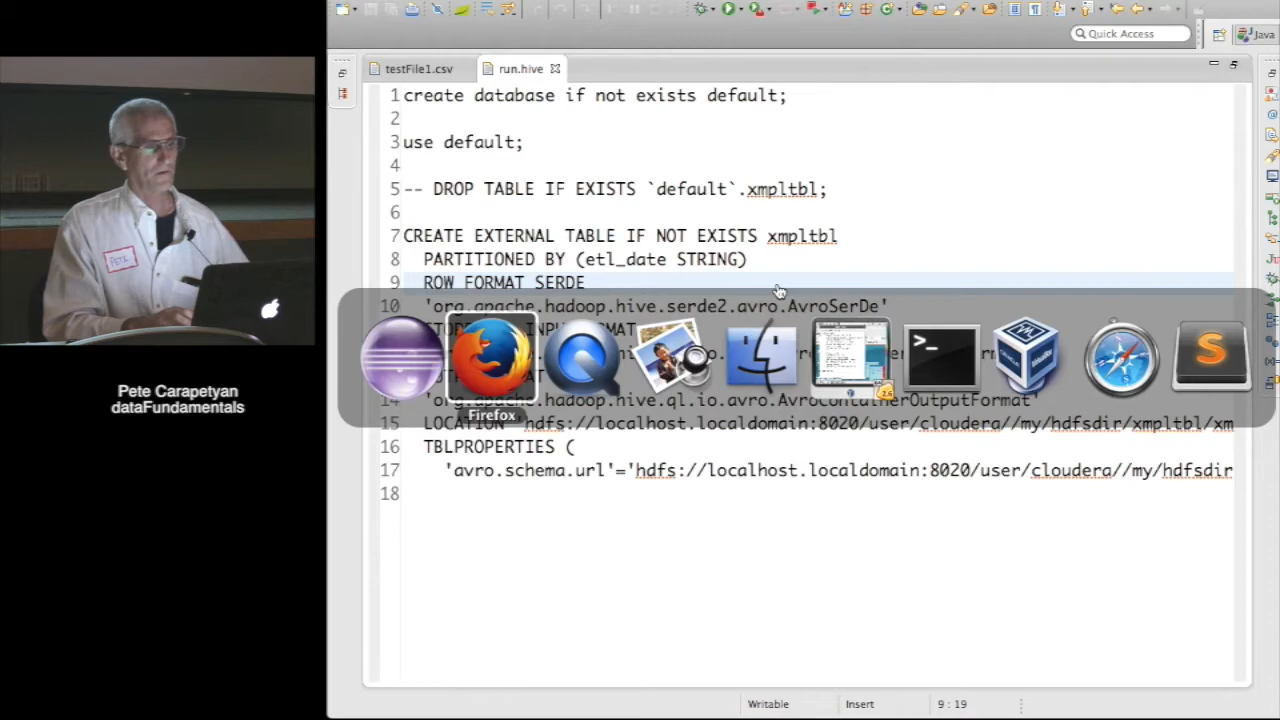 Quick Access
Java
testFile1.csv
run.hive
1 create database if not exists default;
2
3 use default;
4
5 -- DROP TABLE IF EXISTS `default`.xmpltbl;
6
7 CREATE EXTERNAL TABLE IF NOT EXISTS xmpltbl
8 PARTITIONED BY (etl_date STRING)
9 ROW FORMAT SERDE
10 'org.apache.hadoop.hive.serde2.avro.AvroSerDe'
Firefox
'org.apache.hadoop.hive.ql.io.avro.AvroContainerOutputFormat'
15 LOCATION 'hdfs://localhost.localdomain:8020/user/cloudera//my/hdfsdir/xmpltbl/xm
16 TBLPROPERTIES (
17 'avro.schema.url'='hdfs://localhost.localdomain:8020/user/cloudera//my/hdfsdir
18
Writable
Insert
9 : 19
PETE
Pete Carapetyan
dataFundamentals